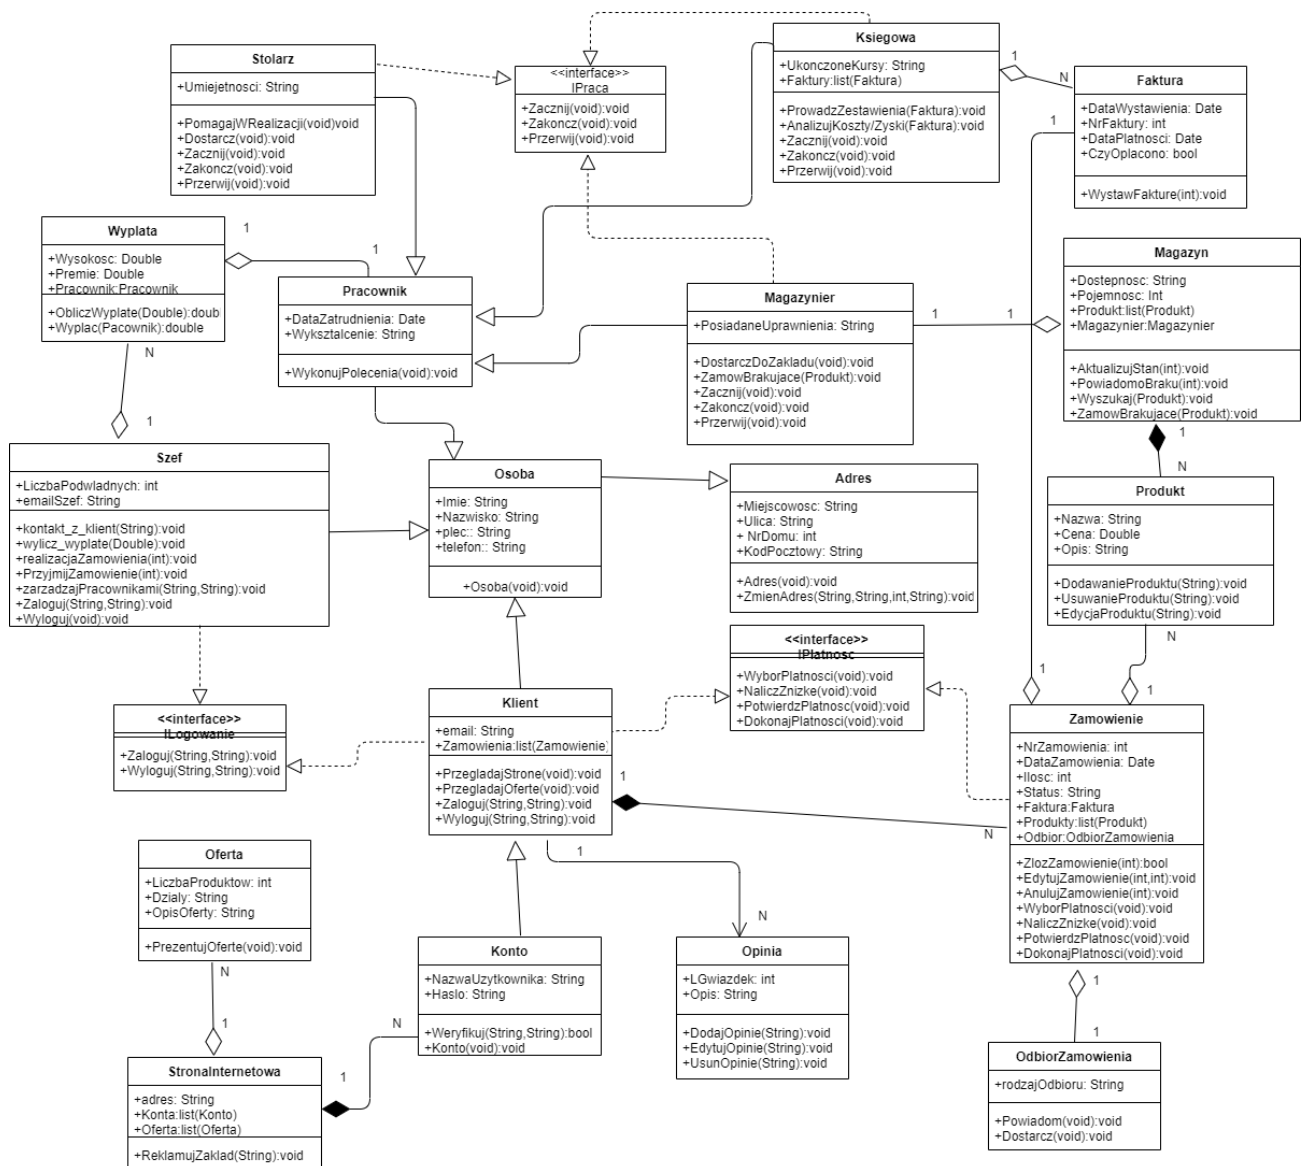 Stolarz
+Umiejetnosci: String
+PomagajWRealizacji(void)void
+Dostarcz(void):void
+Zacznij(void):void
+Zakoncz(void):void
+Przerwij(void):void
<<interface>>
IPraca
+Zacznij(void):void
+Zakoncz(void):void
+Przerwij(void):void
Ksiegowa
+UkonczoneKursy: String
+Faktury:list(Faktura)
+ProwadzZestawienia(Faktura):void
+AnalizujKoszty/Zyski(Faktura):void
+Zacznij(void):void
+Zakoncz(void):void
+Przerwij(void):void
1
N
1
Faktura
+DataWystawienia: Date
+NrFaktury: int
+DataPlatnosci: Date
+CzyOplacono: bool
+WystawFakture(int):void
Wyplata
+Wysokosc: Double
+Premie: Double
+Pracownik:Pracownik
+ObliczWyplate(Double):doubl
+Wyplac(Pacownik):double
1
1
N
1
Pracownik
+DataZatrudnienia: Date
+Wyksztalcenie: String
+WykonujPolecenia(void):void
Magazynier
+PosiadaneUprawnienia: String
+DostarczDoZakladu(void):void
+ZamowBrakujace(Produkt):void
+Zacznij(void):void
+Zakoncz(void):void
+Przerwij(void):void
1
1
Magazyn
+Dostepnosc: String
+Pojemnosc: Int
+Produkt:list(Produkt)
+Magazynier:Magazynier
+AktualizujStan(int):void
+PowiadomoBraku(int):void
+Wyszukaj(Produkt):void
+ZamowBrakujace(Produkt):void
1
N
Szef
+LiczbaPodwladnych: int
+emailSzef: String
+kontakt_z_klient(String):void
+wylicz_wyplate(Double):void
+realizacjaZamowienia(int):void
+PrzyjmijZamowienie(int):void
+zarzadzajPracownikami(String,String):void
+Zaloguj(String,String):void
+Wyloguj(void):void
Osoba
+Imie: String
+Nazwisko: String
+plec:: String
+telefon:: String
+Osoba(void):void
Adres
+Miejscowosc: String
+Ulica: String
+ NrDomu: int
+KodPocztowy: String
+Adres(void):void
+ZmienAdres(String,String,int,String):void
Produkt
+Nazwa: String
+Cena: Double
+Opis: String
+DodawanieProduktu(String):void
+UsuwanieProduktu(String):void
+EdycjaProduktu(String):void
N
1
1
<<interface>>
ILogowanie
+Zaloguj(String,String):void
+Wyloguj(String,String):void
Klient
+email: String
+Zamowienia:list(Zamowienie)
+PrzegladajStrone(void):void
+PrzegladajOferte(void):void
+Zaloguj(String,String):void
+Wyloguj(String,String):void
<<interface>>
IPlatnosc
+WyborPlatnosci(void):void
+NaliczZnizke(void):void
+PotwierdzPlatnosc(void):void
+DokonajPlatnosci(void):void
1
N
Zamowienie
+NrZamowienia: int
+DataZamowienia: Date
+Ilosc: int
+Status: String
+Faktura:Faktura
+Produkty:list(Produkt)
+Odbior:OdbiorZamowienia
+ZlozZamowienie(int):bool
+EdytujZamowienie(int,int):void
+AnulujZamowienie(int):void
+WyborPlatnosci(void):void
+NaliczZnizke(void):void
+PotwierdzPlatnosc(void):void
+DokonajPlatnosci(void):void
1
1
Oferta
+LiczbaProduktow: int
+Dzialy: String
+OpisOferty: String
+PrezentujOferte(void):void
N
1
Konto
+NazwaUzytkownika: String
+Haslo: String
+Weryfikuj(String,String):bool
+Konto(void):void
N
1
1
N
Opinia
+LGwiazdek: int
+Opis: String
+DodajOpinie(String):void
+EdytujOpinie(String):void
+UsunOpinie(String):void
StronaInternetowa
+adres: String
+Konta:list(Konto)
+Oferta:list(Oferta)
+ReklamujZaklad(String):void
OdbiorZamowienia
+rodzajOdbioru: String
+Powiadom(void):void
+Dostarcz(void):void